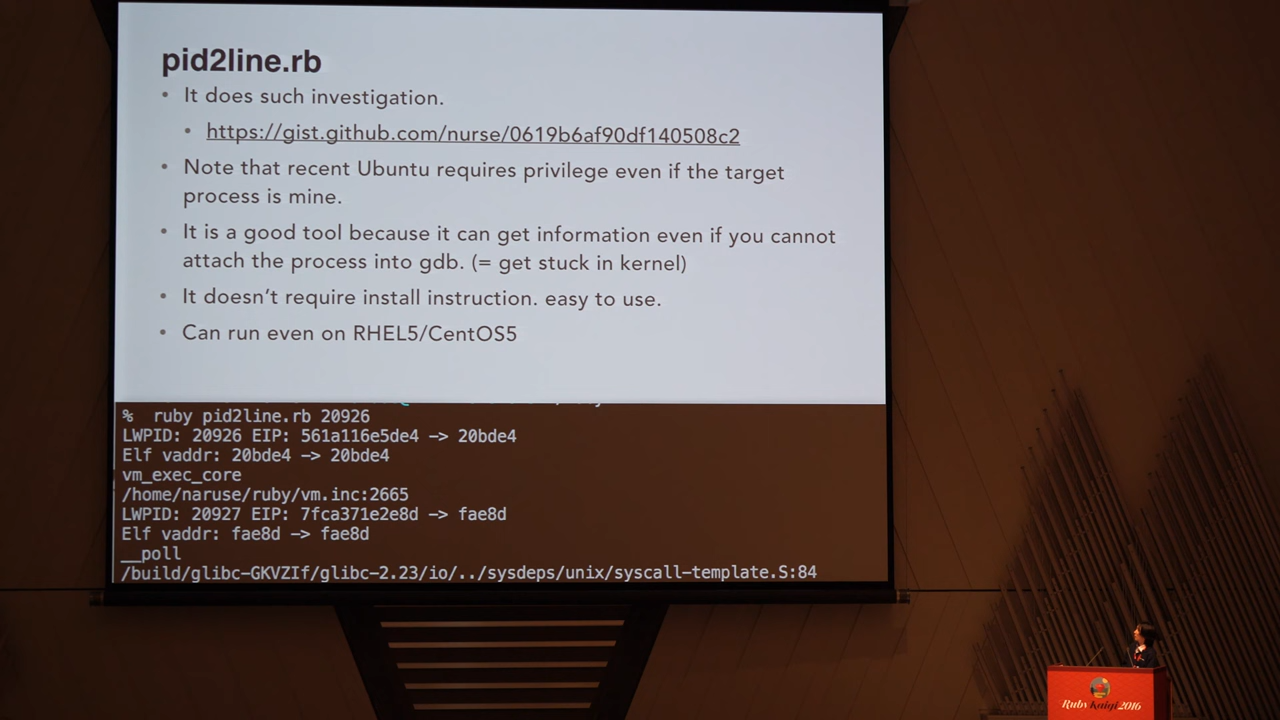 pid2line.rb
• It does such investigation.
• https://gist.github.com/nurse/0619b6af90df140508c2
• Note that recent Ubuntu requires privilege even if the target
process is mine.
• It is a good tool because it can get information even if you cannot
attach the process into gdb. (= get stuck in kernel)
• It doesn’t require install instruction. easy to use.
• Can run even on RHEL5/CentOS5
% ruby pid2line.rb 20926
LWPID: 20926 EIP: 561a116e5de4 -> 20bde4
Elf vaddr: 20bde4 -> 20bde4
vm_exec_core
/home/naruse/ruby/vm.inc:2665
LWPID: 20927 EIP: 7fca371e2e8d -> fae8d
Elf vaddr: fae8d -> fae8d
__poll
/build/glibc-GKVZIf/glibc-2.23/io/../sysdeps/unix/syscall-template.S:84
RubyKaigi2016